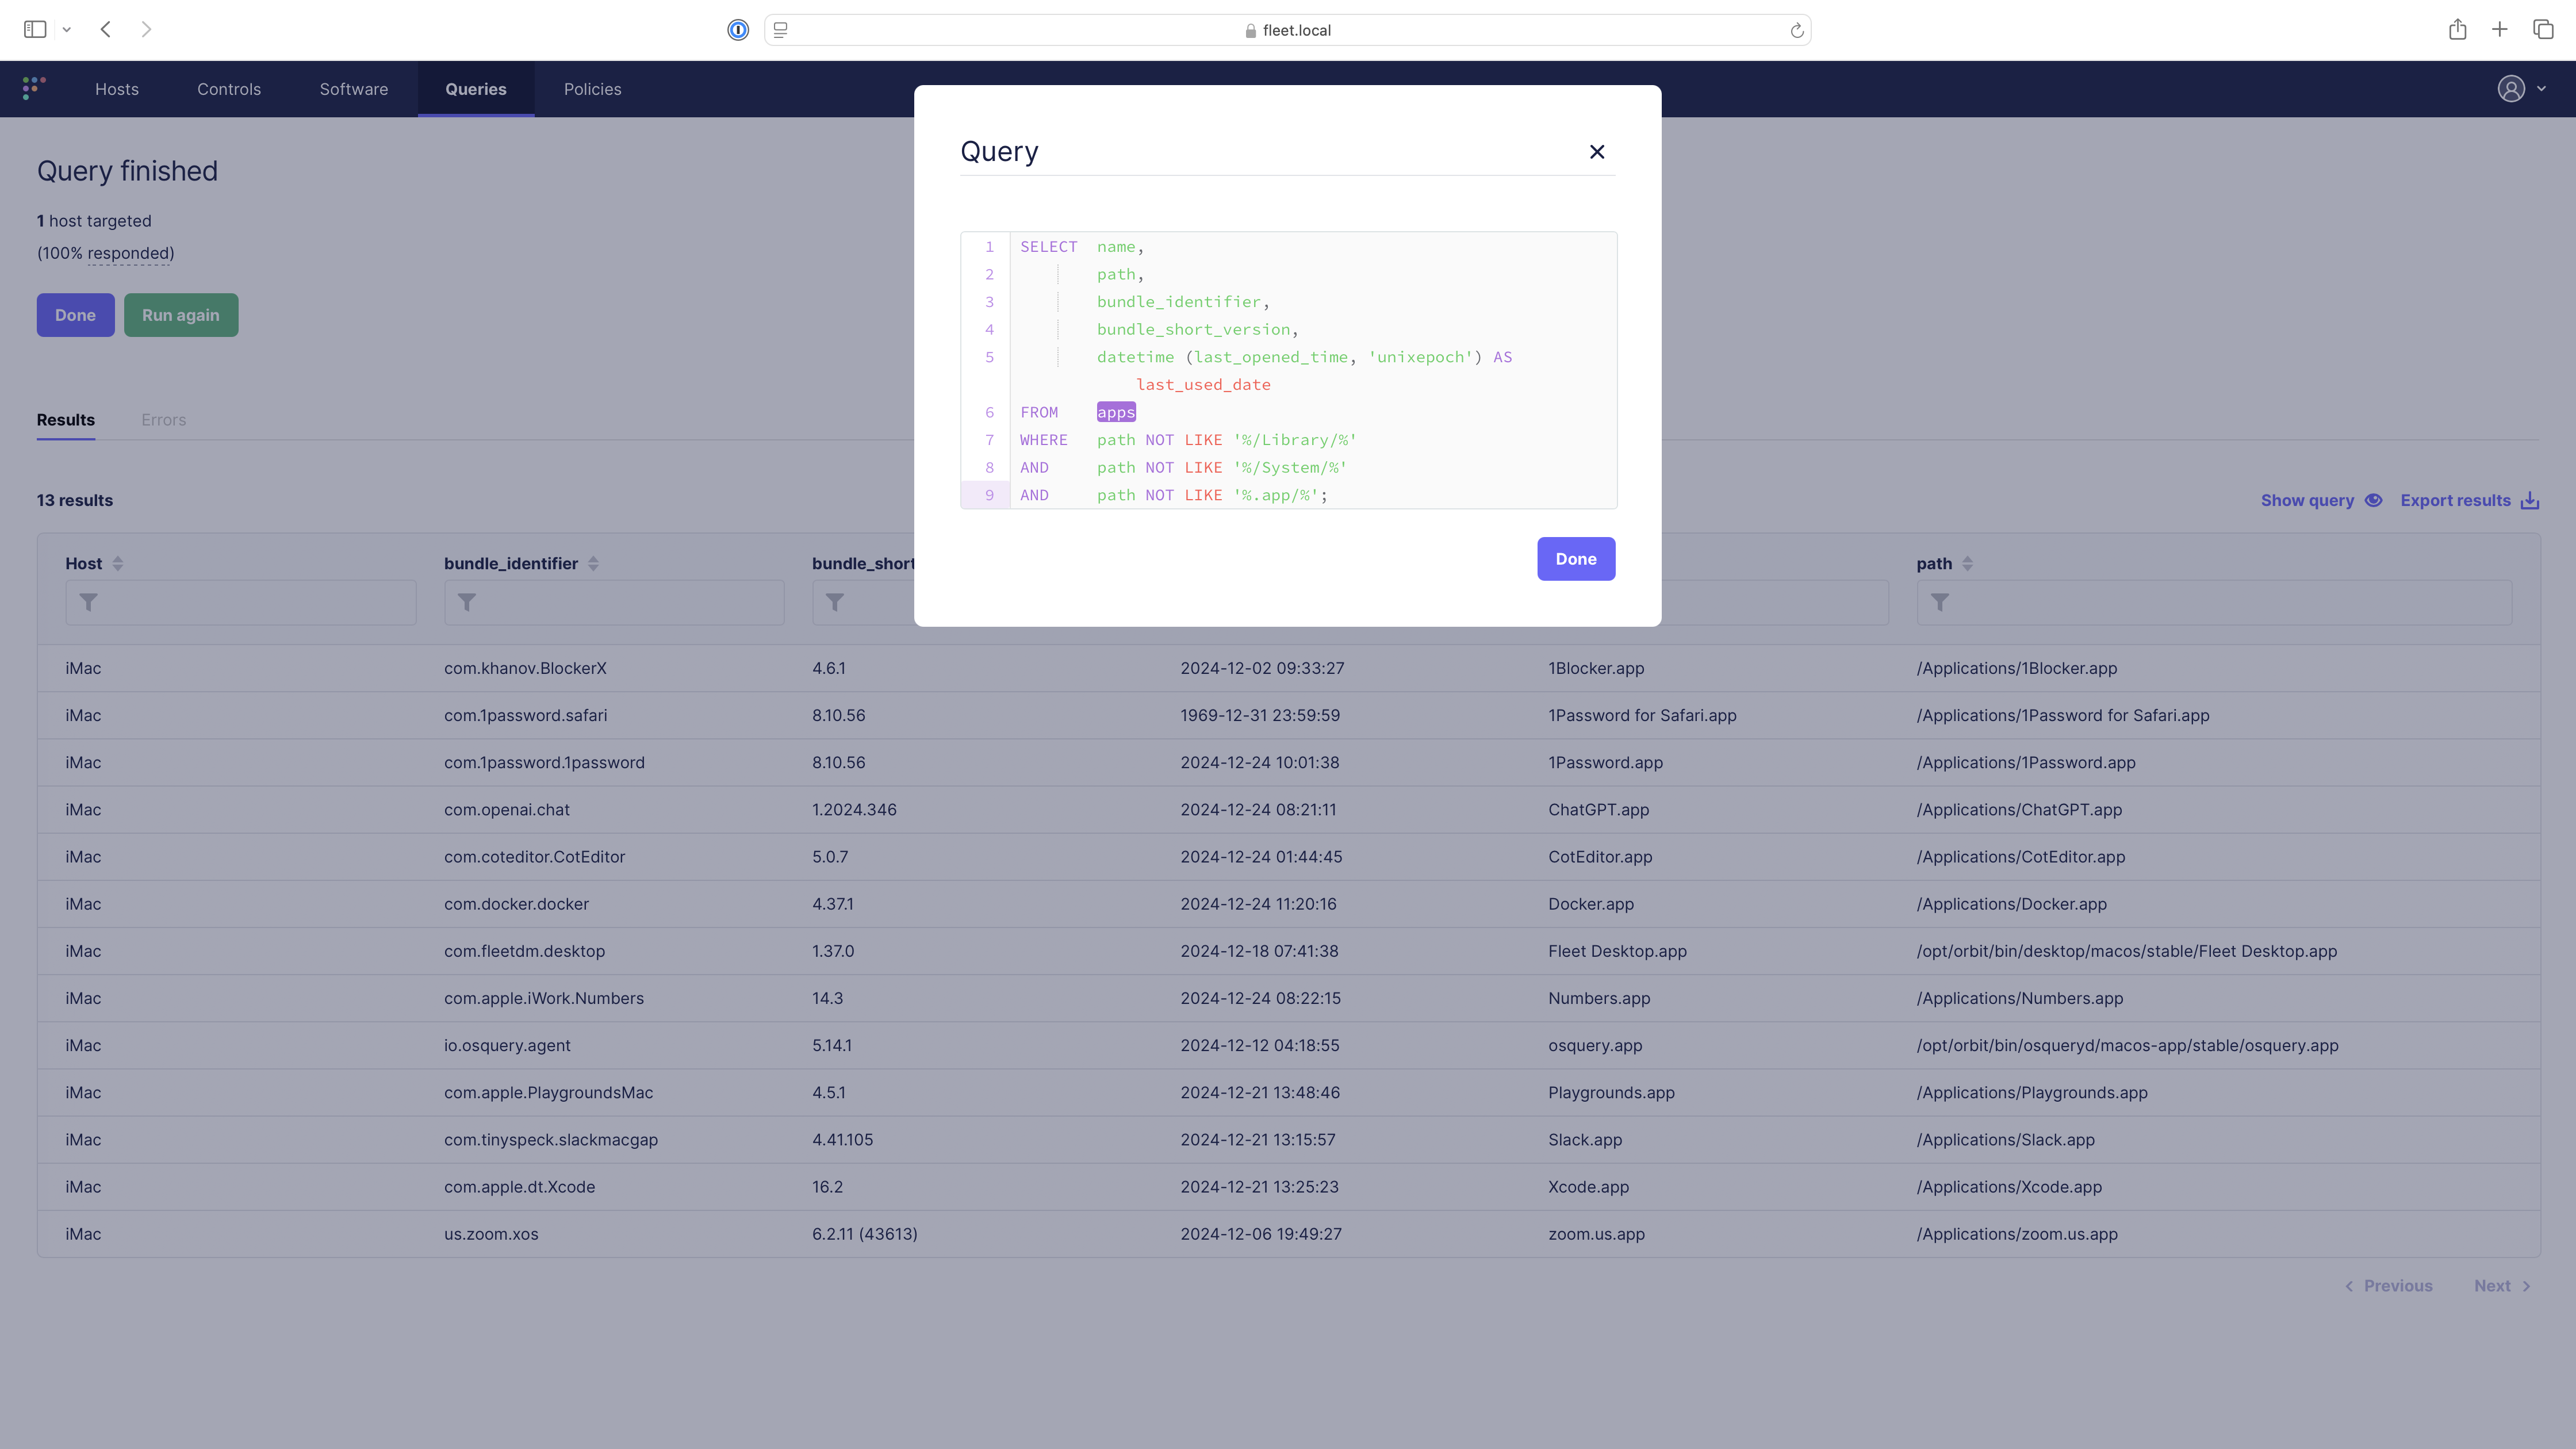 fleet.local
Hosts Controls Software Queries Policies
Query finished
1 host targeted
(100% responded)
Done Run again
Query
1 SELECT name,
2 path,
3 bundle_identifier,
4 bundle_short_version,
5 datetime (last_opened_time, 'unixepoch') AS
last_used_date
6 FROM apps
7 WHERE path NOT LIKE '%/Library/%'
8 AND path NOT LIKE '%/System/%'
9 AND path NOT LIKE '%.app/%';
Done
Results Errors
13 results Show query Export results
Host bundle_identifier bundle_short path
iMac com.khanov.BlockerX 4.6.1 2024-12-02 09:33:27 1Blocker.app /Applications/1Blocker.app
iMac com.1password.safari 8.10.56 1969-12-31 23:59:59 1Password for Safari.app /Applications/1Password for Safari.app
iMac com.1password.1password 8.10.56 2024-12-24 10:01:38 1Password.app /Applications/1Password.app
iMac com.openai.chat 1.2024.346 2024-12-24 08:21:11 ChatGPT.app /Applications/ChatGPT.app
iMac com.coteditor.CotEditor 5.0.7 2024-12-24 01:44:45 CotEditor.app /Applications/CotEditor.app
iMac com.docker.docker 4.37.1 2024-12-24 11:20:16 Docker.app /Applications/Docker.app
iMac com.fleetdm.desktop 1.37.0 2024-12-18 07:41:38 Fleet Desktop.app /opt/orbit/bin/desktop/macos/stable/Fleet Desktop.app
iMac com.apple.iWork.Numbers 14.3 2024-12-24 08:22:15 Numbers.app /Applications/Numbers.app
iMac io.osquery.agent 5.14.1 2024-12-12 04:18:55 osquery.app /opt/orbit/bin/osqueryd/macos-app/stable/osquery.app
iMac com.apple.PlaygroundsMac 4.5.1 2024-12-21 13:48:46 Playgrounds.app /Applications/Playgrounds.app
iMac com.tinyspeck.slackmacgap 4.41.105 2024-12-21 13:15:57 Slack.app /Applications/Slack.app
iMac com.apple.dt.Xcode 16.2 2024-12-21 13:25:23 Xcode.app /Applications/Xcode.app
iMac us.zoom.xos 6.2.11 (43613) 2024-12-06 19:49:27 zoom.us.app /Applications/zoom.us.app
Previous Next